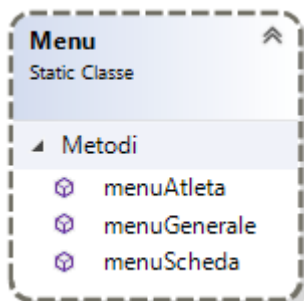 Menu
Static Classe
Metodi
menuAtleta
menuGenerale
menuScheda